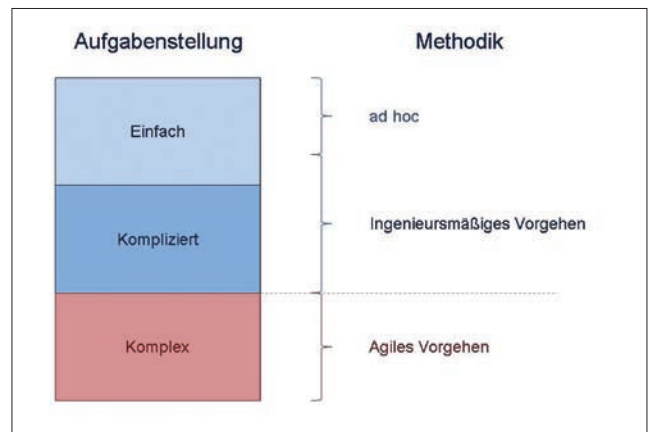 Aufgabenstellung
Methodik
Einfach
ad hoc
Kompliziert
Ingenieursmäßiges Vorgehen
Komplex
Agiles Vorgehen